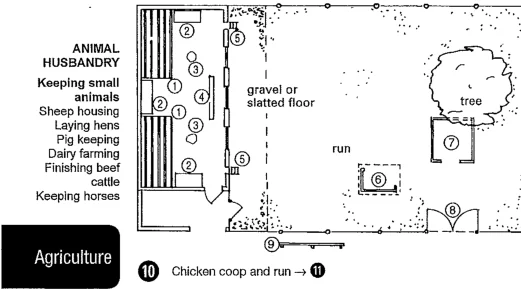 ANIMAL
HUSBANDRY
Keeping small
animals
Sheep housing
Laying hens
Pig keeping
Dairy farming
Finishing beef
cattle
Keeping horses
Agriculture
2
5
3
1
4
gravel or
slatted floor
tree
2
1
3
7
run
2
5
6
8
9
10 Chicken coop and run → 11